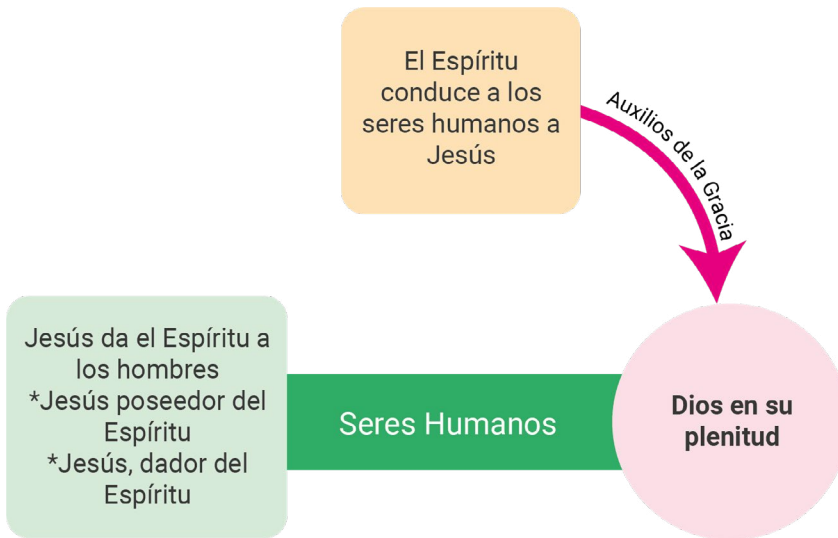 El Espíritu
conduce a los
seres humanos a
Jesús
Auxilios de la Gracia
Jesús da el Espíritu a
los hombres
*Jesús poseedor del
Espíritu
*Jesús, dador del
Espíritu
Seres Humanos
Dios en su
plenitud